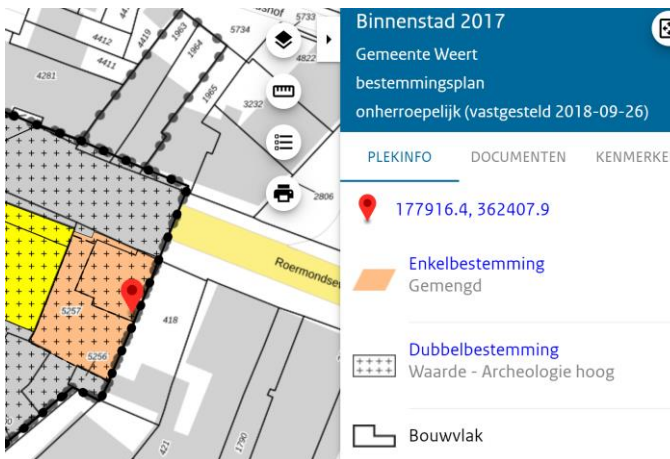 Binnenstad 2017
Gemeente Weert
bestemmingsplan
onherroepelijk (vastgesteld 2018-09-26)
PLEKINFO DOCUMENTEN KENMERKE
177916.4, 362407.9
Enkelbestemming
Gemengd
Dubbelbestemming
Waarde - Archeologie hoog
Bouwvlak
5733
5734
4822
4412
4419
1963
1964
4411
4281
1965
3232
2806
Roermondse
5257
418
5256
421
1790